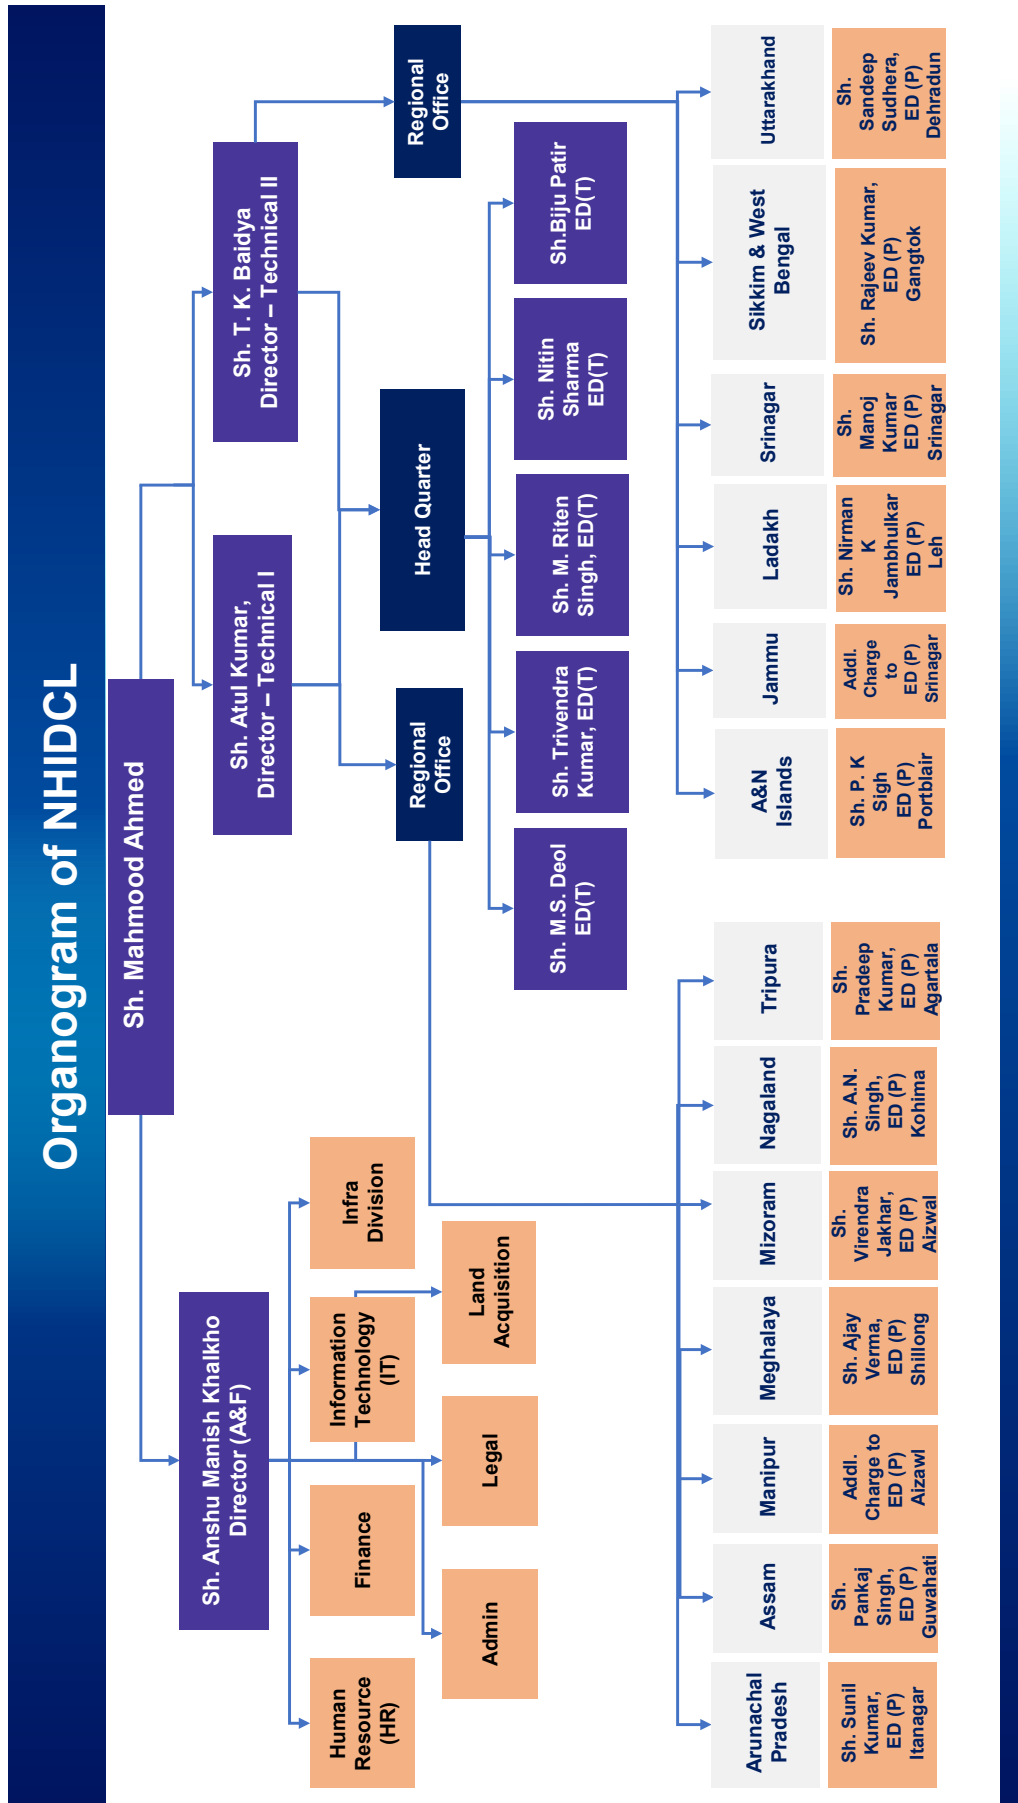 Organogram of NHIDCL
Sh. Mahmood Ahmed
Sh. Anshu Manish Khalkho
Director (A&F)
Sh. Atul Kumar,
Director – Technical I
Sh. T. K. Baidya
Director – Technical II
Human
Resource
(HR)
Finance
Information
Technology
(IT)
Infra
Division
Admin
Legal
Land
Acquisition
Regional
Office
Head Quarter
Regional
Office
Sh. M.S. Deol
ED(T)
Sh. Trivendra
Kumar, ED(T)
Sh. M. Riten
Singh, ED(T)
Sh. Nitin
Sharma
ED(T)
Sh.Biju Patir
ED(T)
Arunachal
Pradesh
Sh. Sunil
Kumar,
ED (P)
Itanagar
Assam
Sh.
Pankaj
Singh,
ED (P)
Guwahati
Manipur
Addl.
Charge to
ED (P)
Aizawl
Meghalaya
Sh. Ajay
Verma,
ED (P)
Shillong
Mizoram
Sh.
Virendra
Jakhar,
ED (P)
Aizwal
Nagaland
Sh. A.N.
Singh,
ED (P)
Kohima
Tripura
Sh.
Pradeep
Kumar,
ED (P)
Agartala
A&N
Islands
Sh. P. K
Sigh
ED (P)
Portblair
Jammu
Addl.
Charge
to
ED (P)
Srinagar
Ladakh
Sh. Nirman
K
Jambhulkar
ED (P)
Leh
Srinagar
Sh.
Manoj
Kumar
ED (P)
Srinagar
Sikkim & West
Bengal
Sh. Rajeev Kumar,
ED (P)
Gangtok
Uttarakhand
Sh.
Sandeep
Sudhera,
ED (P)
Dehradun